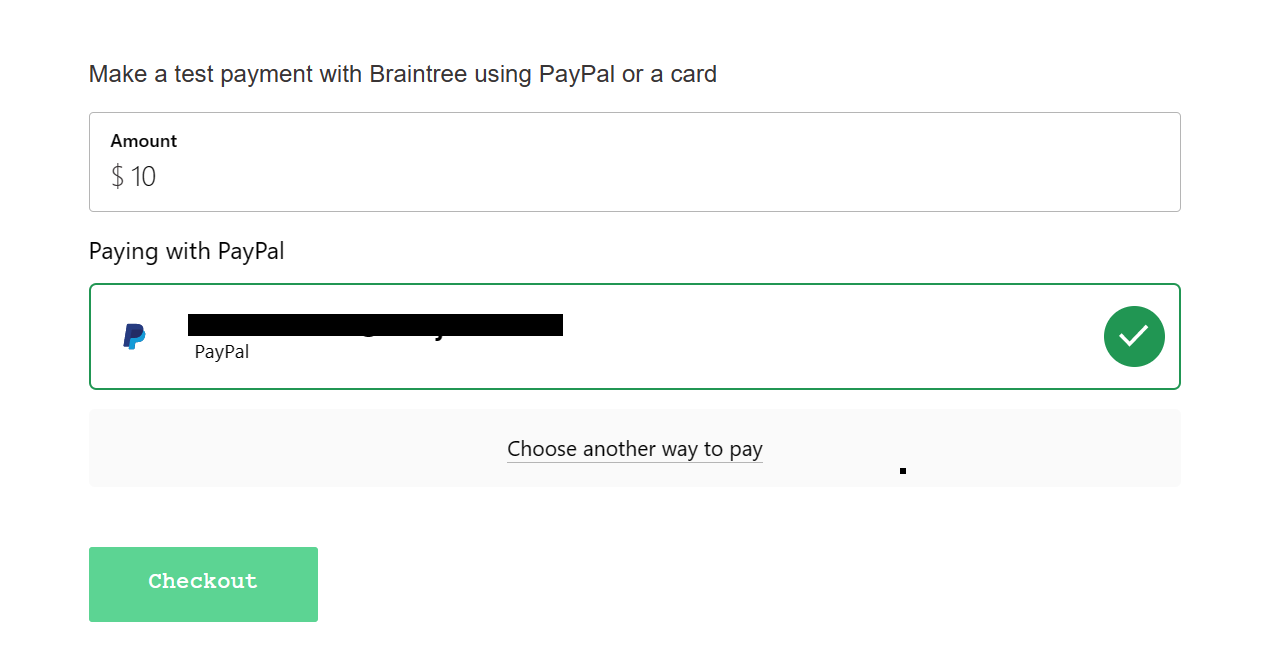 Make a test payment with Braintree using PayPal or a card
Amount
$ 10
Paying with PayPal
PayPal
Choose another way to pay
Checkout